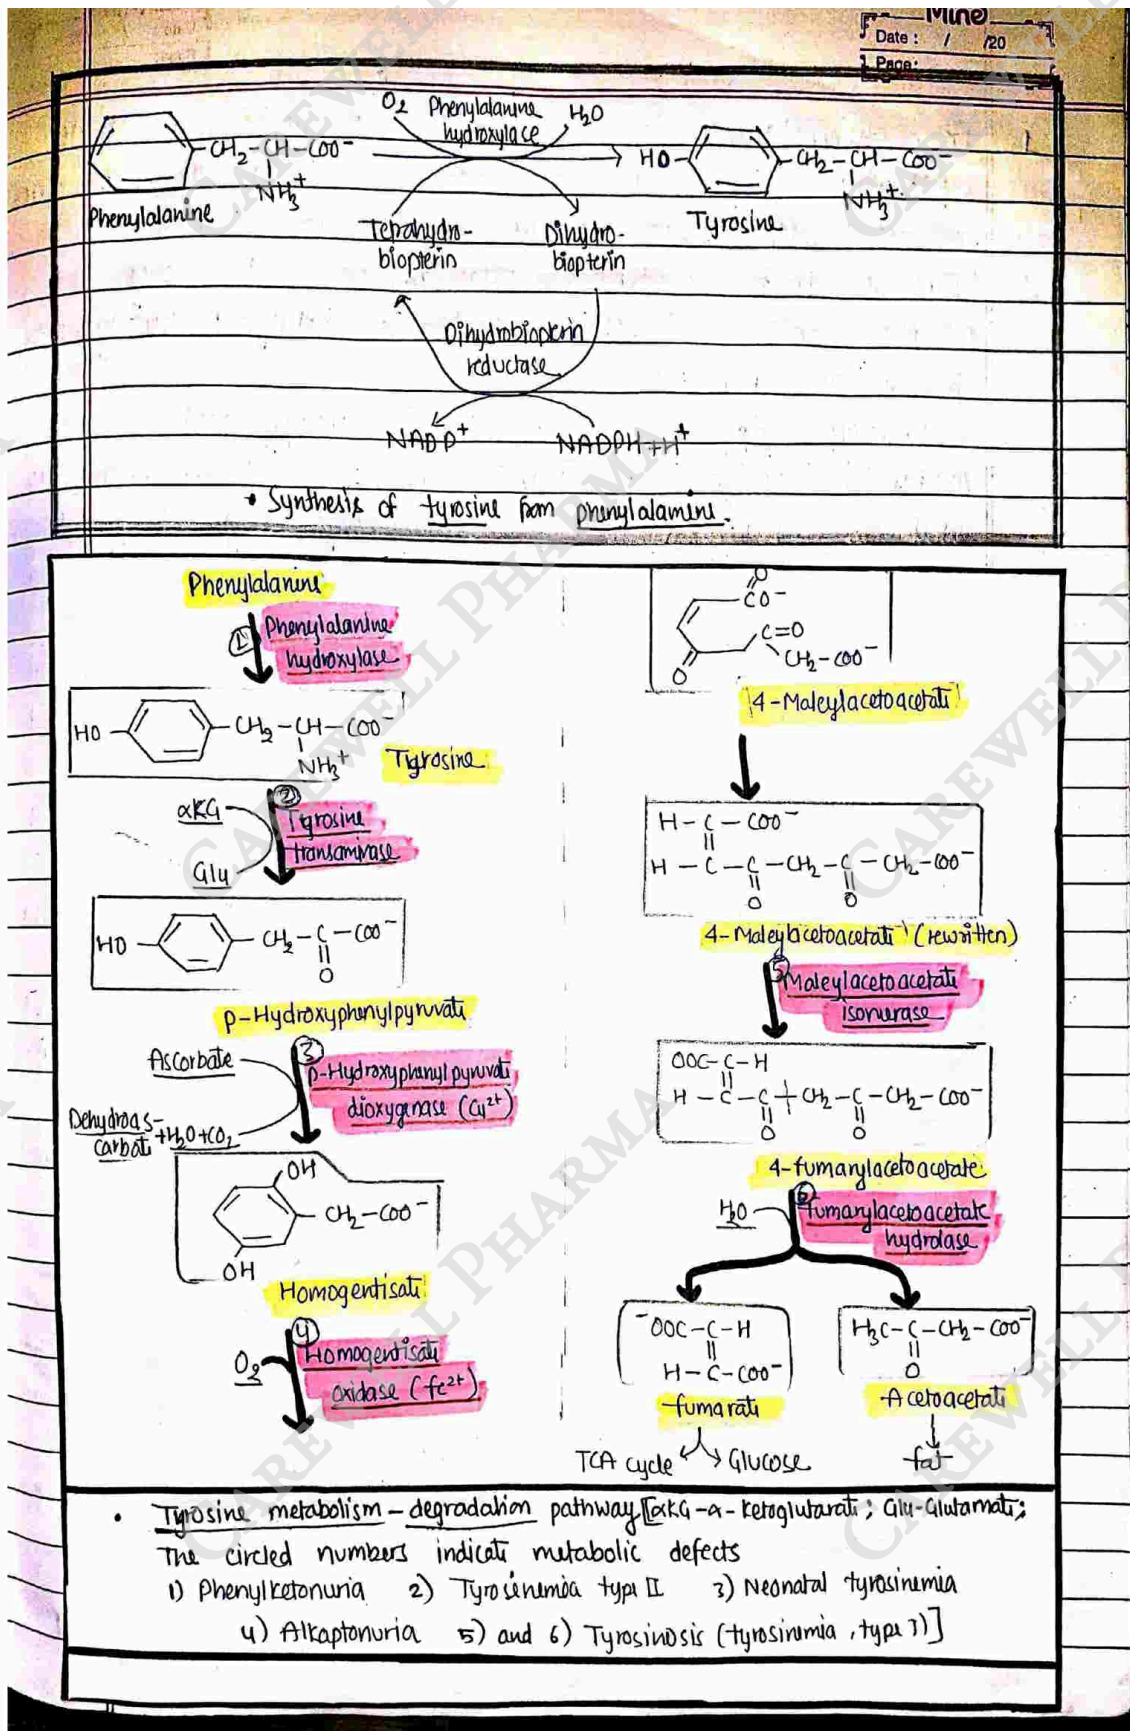 Mine
Date : / /20
Page:
O2 Phenylalanine H2O
hydroxylace
-CH2-CH-COO-
NH3+
Phenylalanine
HO- -CH2-CH-COO-
NH3+
Tyrosine
Tetrahydro-
biopterin
Dihydro-
biopterin
Dihydrobiopterin
reductase
NADP+ NADPH+H+
• Synthesis of tyrosine from phenylalamine.
Phenylalanine
① Phenylalanine
hydroxylase
HO- -CH2-CH-COO-
NH3+
Tyrosine
αKG
Glu
② Tyrosine
transaminase
HO- -CH2-C-COO-
O
p-Hydroxyphenylpyruvate
Ascorbate
Dehydroas-
carbate +H2O+CO2
③ p-Hydroxyphenylpyruvate
dioxygenase (Cu2+)
OH
-CH2-COO-
OH
Homogentisate
O2
④ Homogentisate
oxidase (fe2+)
O
CO-
C=O
CH2-COO-
O
4-Maleylacetoacetate
H-C-COO-
H-C-C-CH2-C-CH2-COO-
O O
4-Maleylacetoacetate (rewritten)
⑤ Maleylacetoacetate
isomerase
OOC-C-H
H-C-C+CH2-C-CH2-COO-
O O
4-fumarylacetoacetate
H2O
⑥ fumarylacetoacetate
hydrolase
-OOC-C-H
H-C-COO-
fumarate
H3C-C-CH2-COO-
O
Acetoacetate
TCA cycle Glucose
fat
• Tyrosine metabolism - degradation pathway [αKG-α-Ketoglutarate; Glu-Glutamate;
The circled numbers indicate metabolic defects
1) Phenylketonuria 2) Tyrosinemia type II 3) Neonatal tyrosinemia
4) Alkaptonuria 5) and 6) Tyrosinosis (tyrosinemia, type I)]
CAREWELL PHARMA